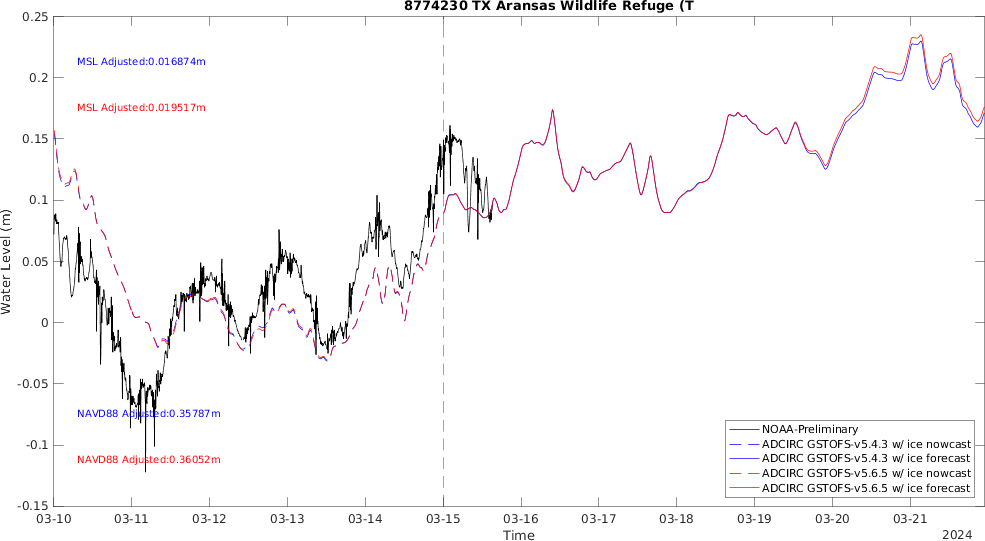 8774230 TX Aransas Wildlife Refuge (T
0.25
0.2
0.15
0.1
0.05
0
-0.05
-0.1
-0.15
Water Level (m)
MSL Adjusted:0.016874m
MSL Adjusted:0.019517m
NAVD88 Adjusted:0.35787m
NAVD88 Adjusted:0.36052m
NOAA-Preliminary
ADCIRC GSTOFS-v5.4.3 w/ ice nowcast
ADCIRC GSTOFS-v5.4.3 w/ ice forecast
ADCIRC GSTOFS-v5.6.5 w/ ice nowcast
ADCIRC GSTOFS-v5.6.5 w/ ice forecast
03-10 03-11 03-12 03-13 03-14 03-15 03-16 03-17 03-18 03-19 03-20 03-21
Time
2024